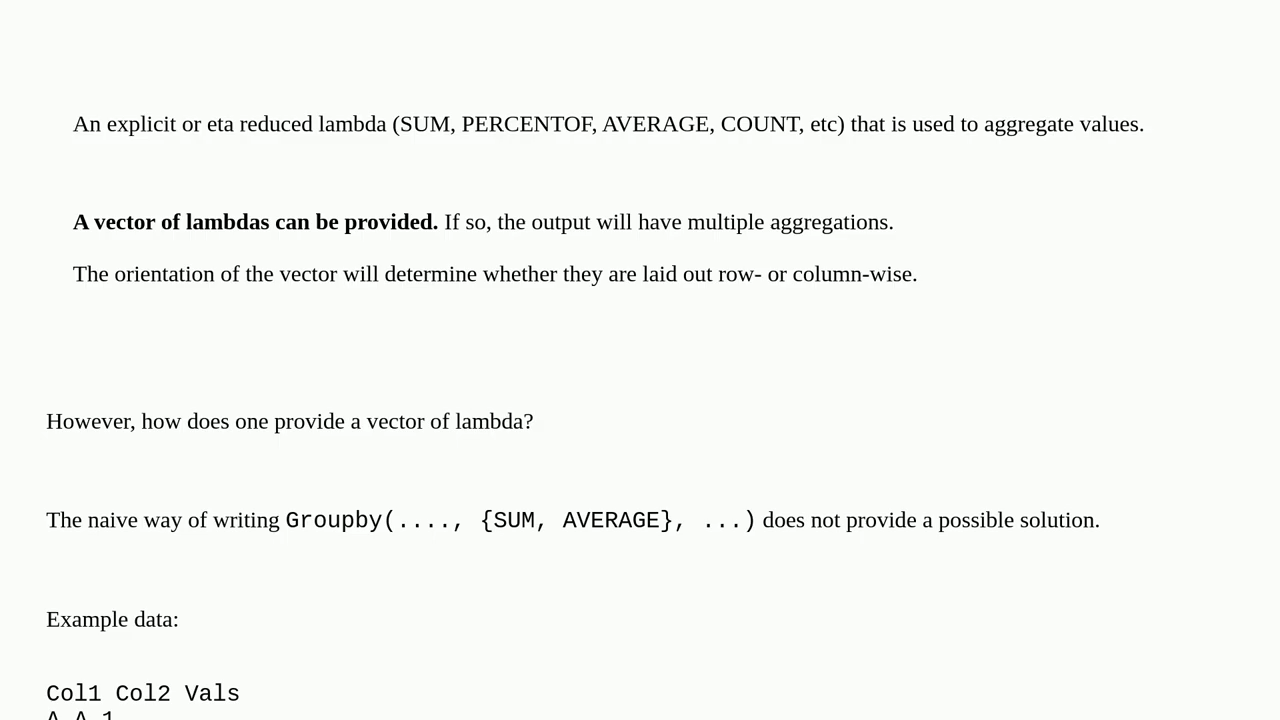 An explicit or eta reduced lambda (SUM, PERCENTOF, AVERAGE, COUNT, etc) that is used to aggregate values.
A vector of lambdas can be provided. If so, the output will have multiple aggregations.
The orientation of the vector will determine whether they are laid out row- or column-wise.
However, how does one provide a vector of lambda?
The naive way of writing Groupby(...., {SUM, AVERAGE}, ...) does not provide a possible solution.
Example data:
Col1 Col2 Vals
A A 1